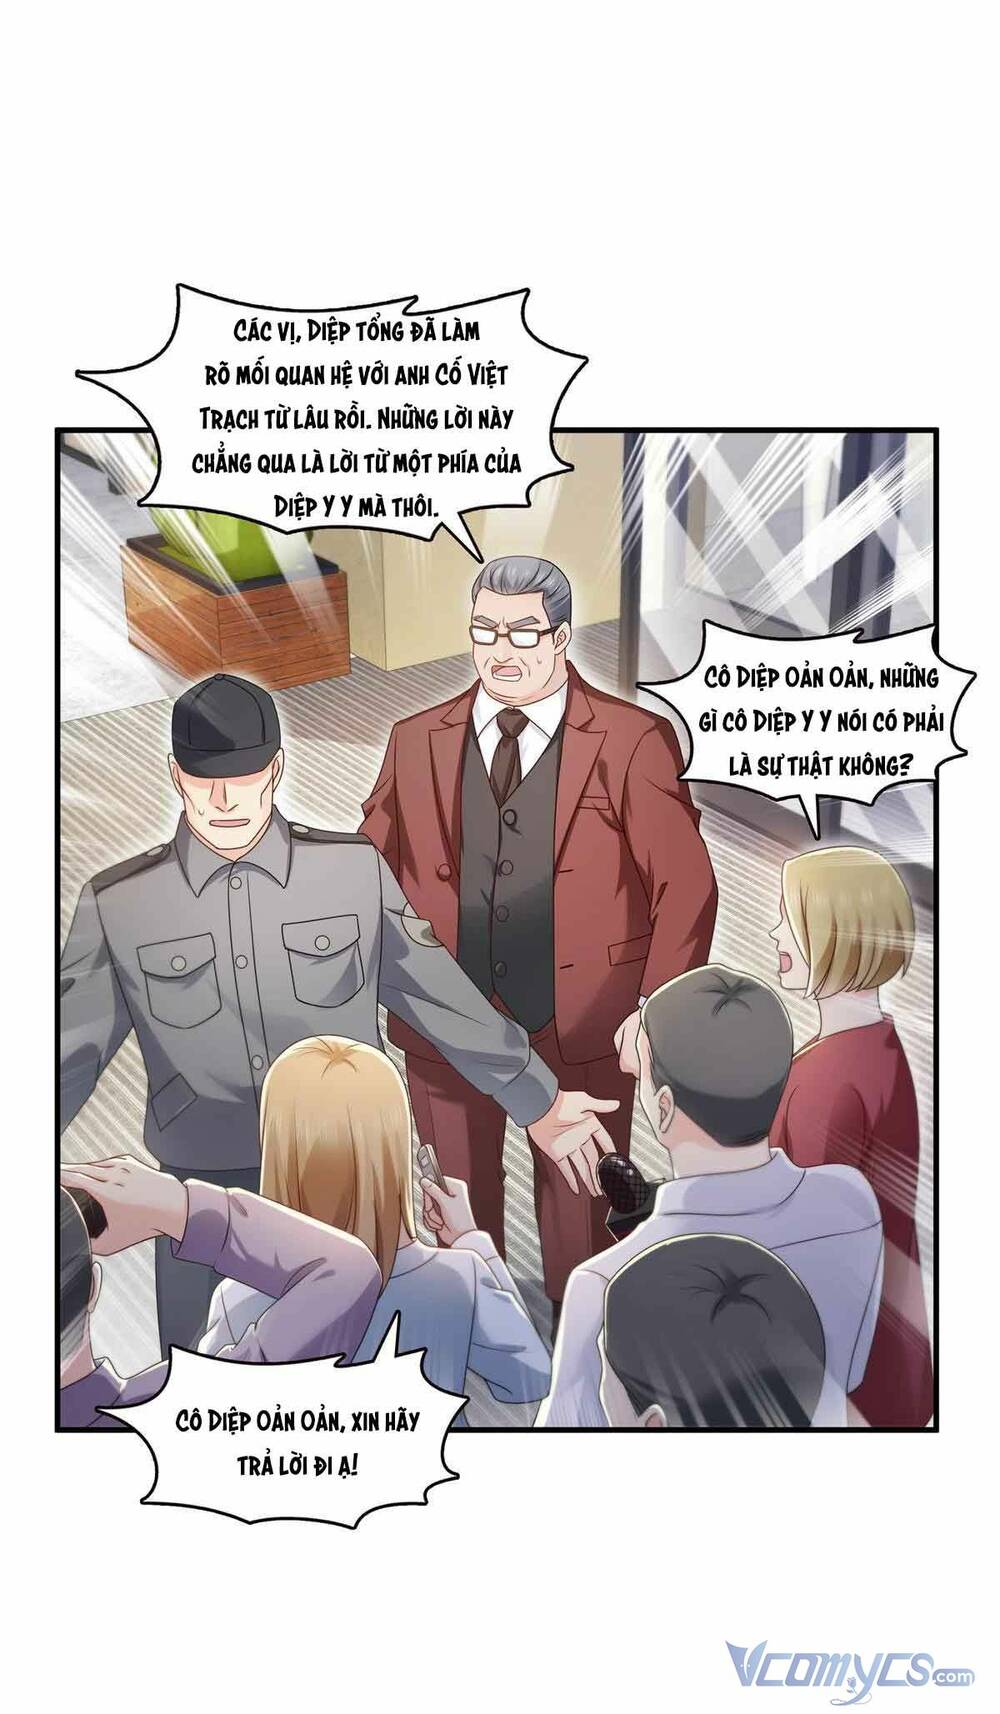 Các vị, Diệp tổng đã làm
rõ mối quan hệ với anh Cố Việt
Trạch từ lâu rồi. Những lời này
chẳng qua là lời từ một phía của
Diệp Y Y mà thôi.
Cô Diệp Oản Oản, những
gì cô Diệp Y Y nói có phải
là sự thật không?
Cô Diệp Oản Oản, xin hãy
trả lời đi ạ!
Vcomycs.com